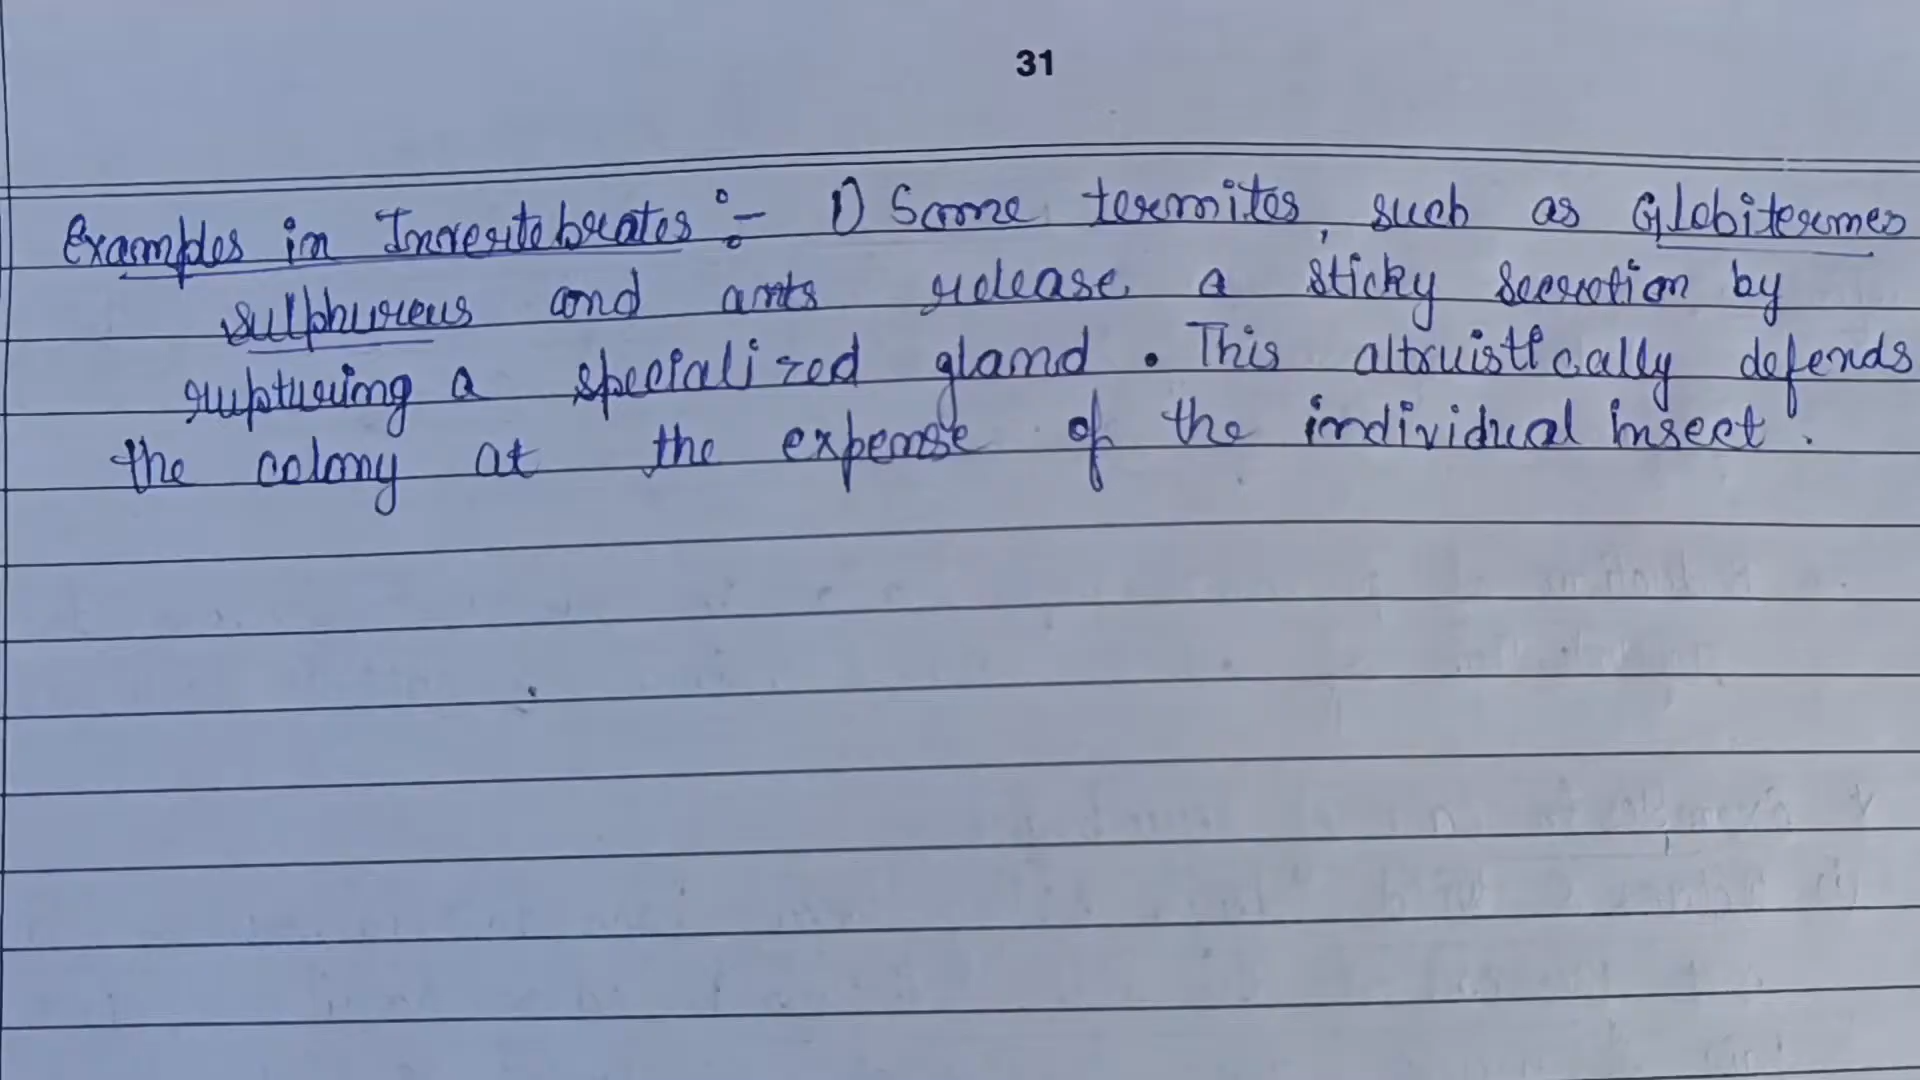 31
Examples in Invertebrates :- 1) Some termites, such as Globitermes
sulphureus and ants release a sticky secretion by
rupturing a specialized gland. This altruistically defends
the colony at the expense of the individual insect.